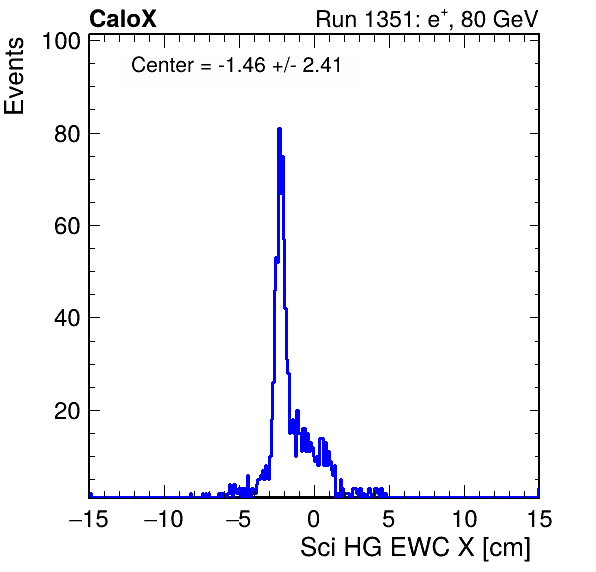 CaloX Run 1351: e⁺, 80 GeV
Center = -1.46 +/- 2.41
Events
100
80
60
40
20
−15 −10 −5 0 5 10 15
Sci HG EWC X [cm]